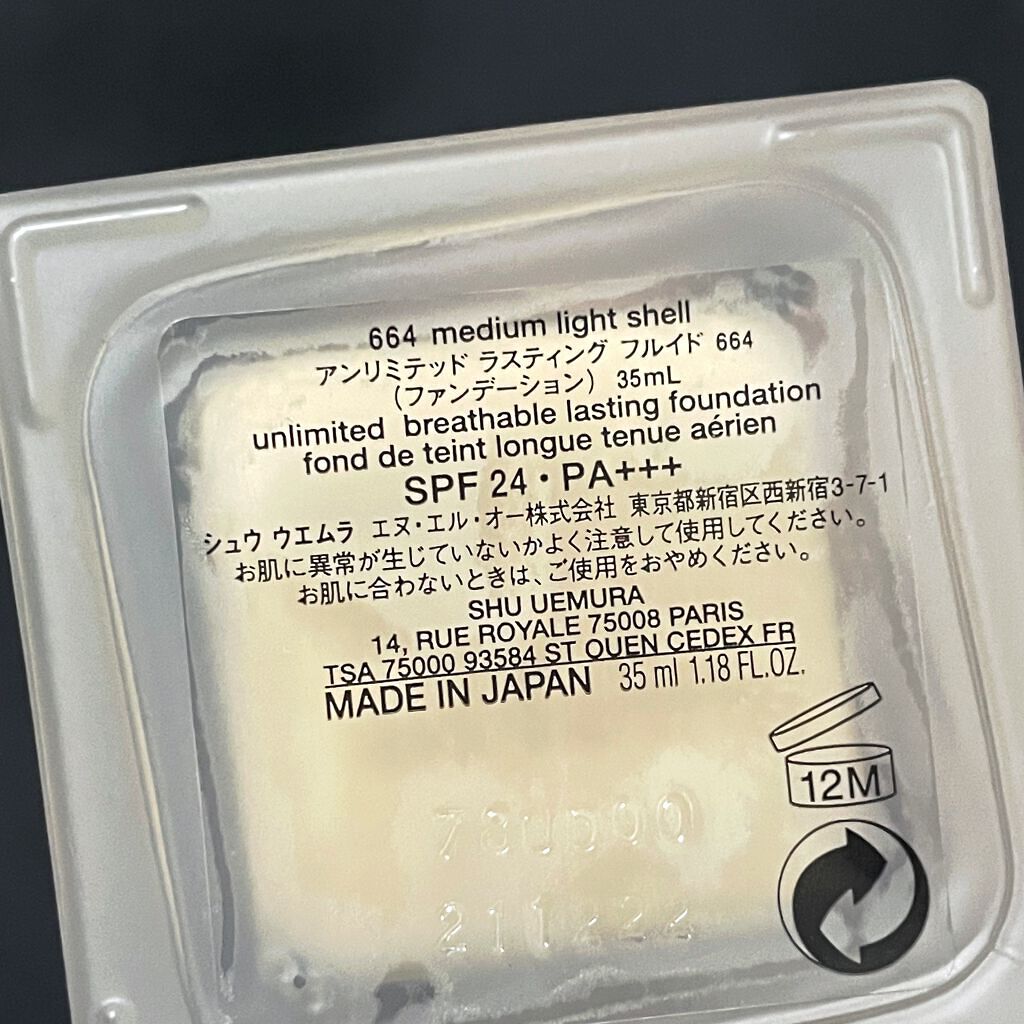 664 medium light shell
アンリミテッド ラスティング フルイド 664
(ファンデーション) 35mL
unlimited breathable lasting foundation
fond de teint longue tenue aérien
SPF 24・PA+++
シュウ ウエムラ エヌ・エル・オー株式会社 東京都新宿区西新宿3-7-1
お肌に異常が生じていないかよく注意して使用してください。
お肌に合わないときは、ご使用をおやめください。
SHU UEMURA
14, RUE ROYALE 75008 PARIS
TSA 75000 93584 ST OUEN CEDEX FR
MADE IN JAPAN 35 ml 1.18 FL.OZ.
12M